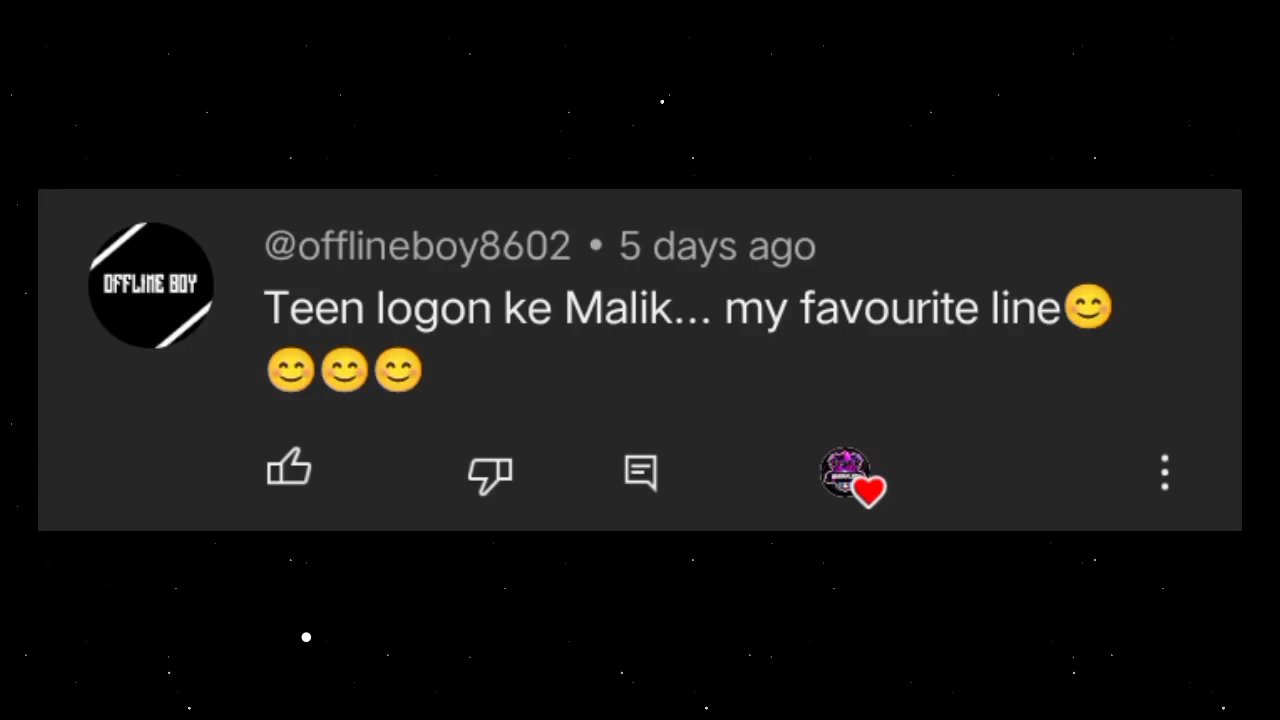 OFFLINE BOY
@offlineboy8602 • 5 days ago
Teen logon ke Malik... my favourite line😊
😊😊😊